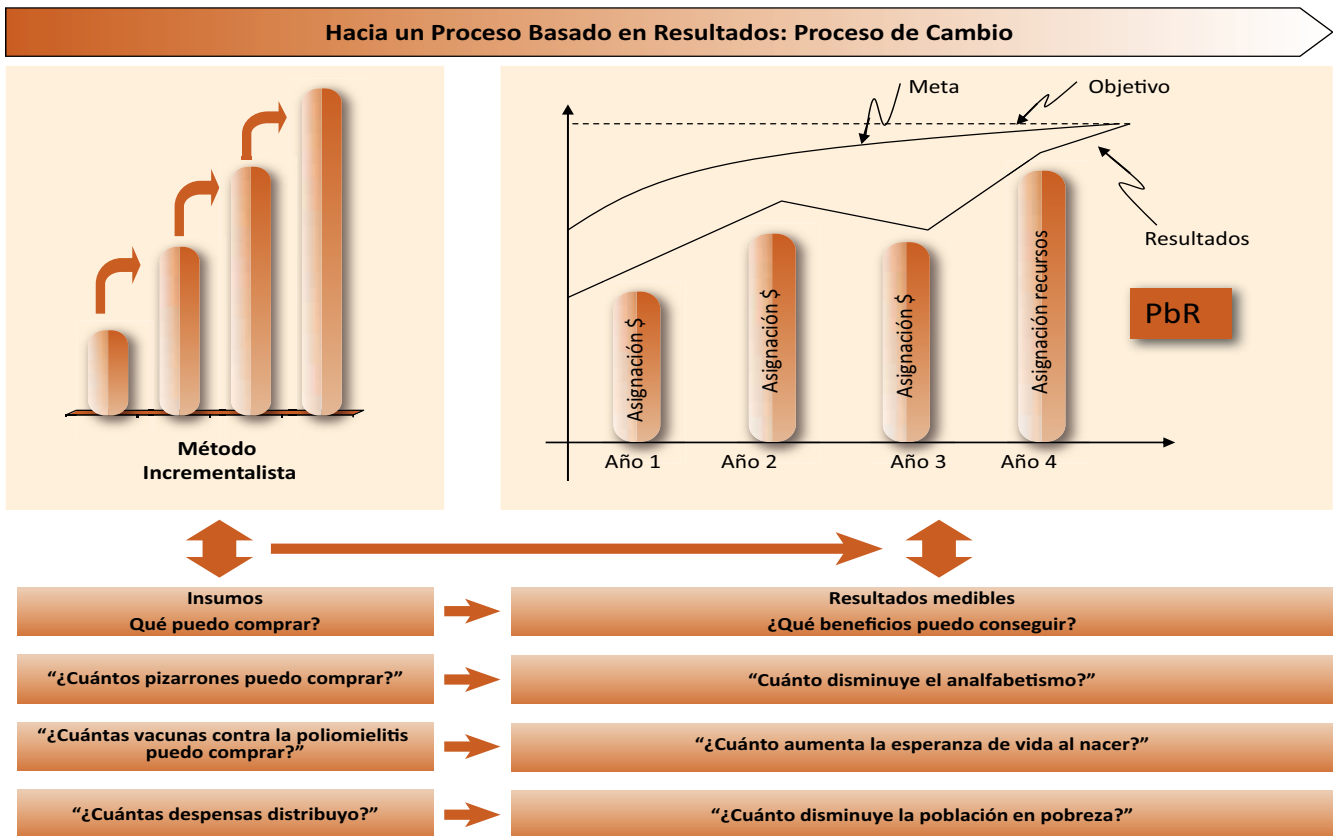 Hacia un Proceso Basado en Resultados: Proceso de Cambio
Método
Incrementalista
Meta
Objetivo
Resultados
PbR
Asignación $
Asignación $
Asignación $
Asignación recursos
Año 1
Año 2
Año 3
Año 4
Insumos
Qué puedo comprar?
Resultados medibles
¿Qué beneficios puedo conseguir?
“¿Cuántos pizarrones puedo comprar?”
“Cuánto disminuye el analfabetismo?”
“¿Cuántas vacunas contra la poliomielitis
puedo comprar?”
“¿Cuánto aumenta la esperanza de vida al nacer?”
“¿Cuántas despensas distribuyo?”
“¿Cuánto disminuye la población en pobreza?”